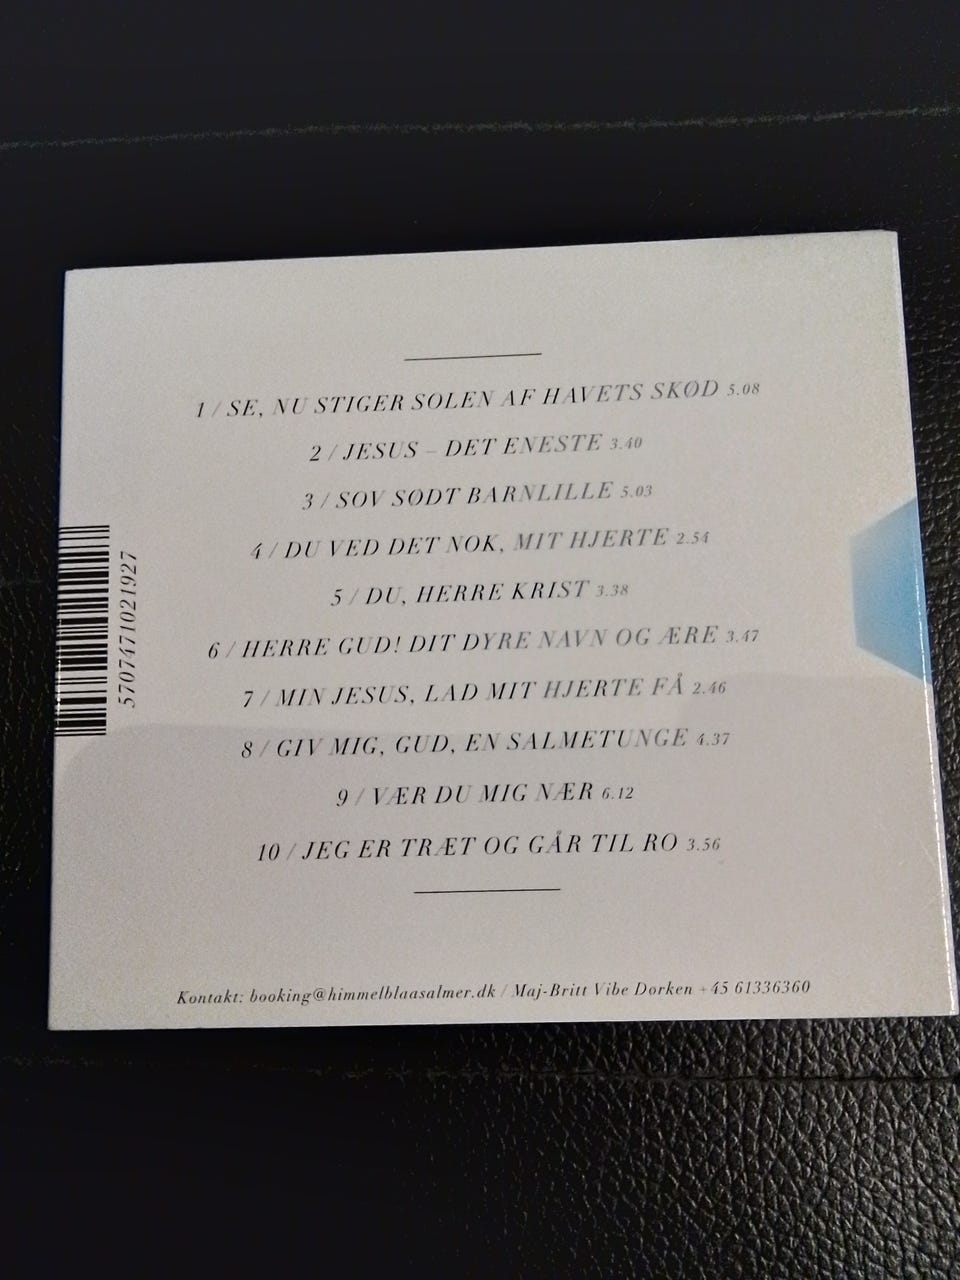 1 / SE, NU STIGER SOLEN AF HAVETS SKØD 5.08
2 / JESUS – DET ENESTE 3.40
3 / SOV SØDT BARNLILLE 5.03
4 / DU VED DET NOK, MIT HJERTE 2.54
5 / DU, HERRE KRIST 3.38
6 / HERRE GUD! DIT DYRE NAVN OG ÆRE 3.47
7 / MIN JESUS, LAD MIT HJERTE FÅ 2.46
8 / GIV MIG, GUD, EN SALMETUNGE 4.37
9 / VÆR DU MIG NÆR 6.12
10 / JEG ER TRÆT OG GÅR TIL RO 3.56
5707471021927
Kontakt: booking@himmelblaasalmer.dk / Maj-Britt Vibe Dorken +45 61336360